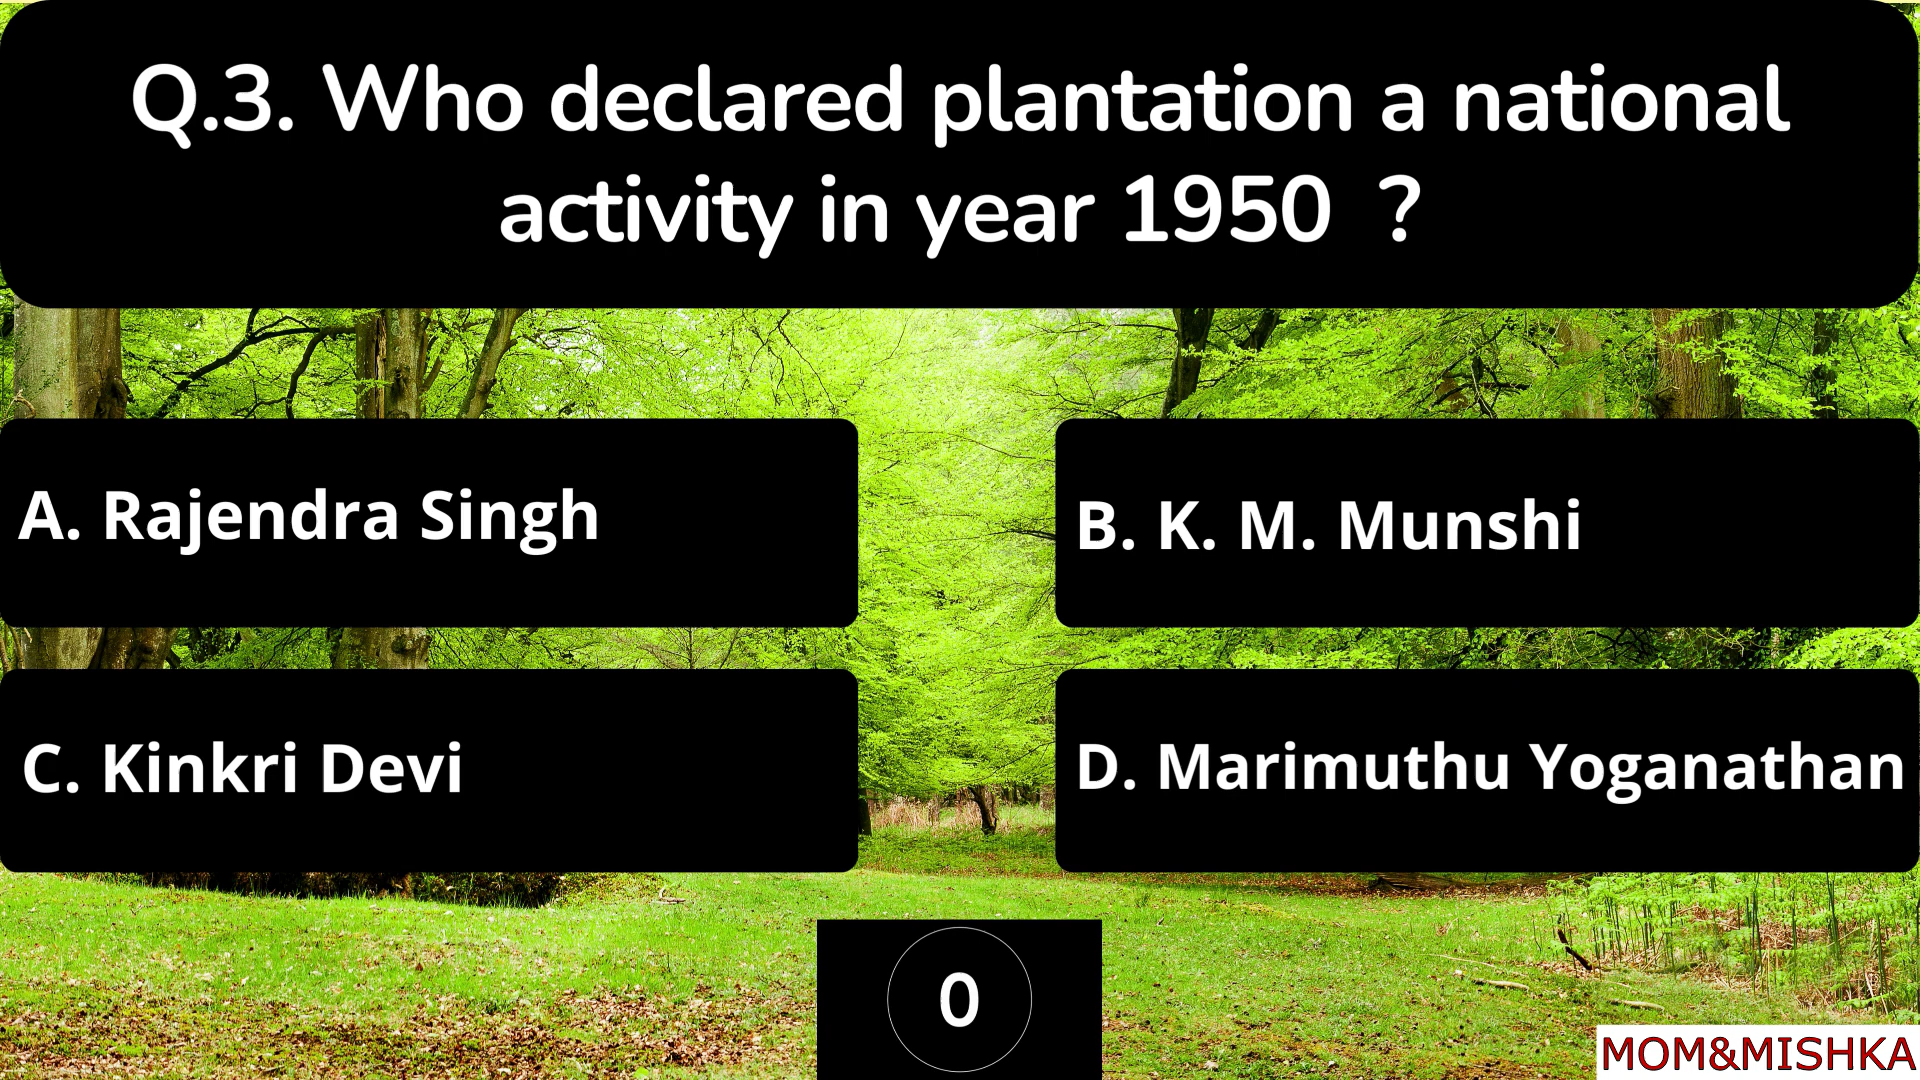 Q.3. Who declared plantation a national
activity in year 1950 ?
A. Rajendra Singh
B. K. M. Munshi
C. Kinkri Devi
D. Marimuthu Yoganathan
0
MOM&MISHKA